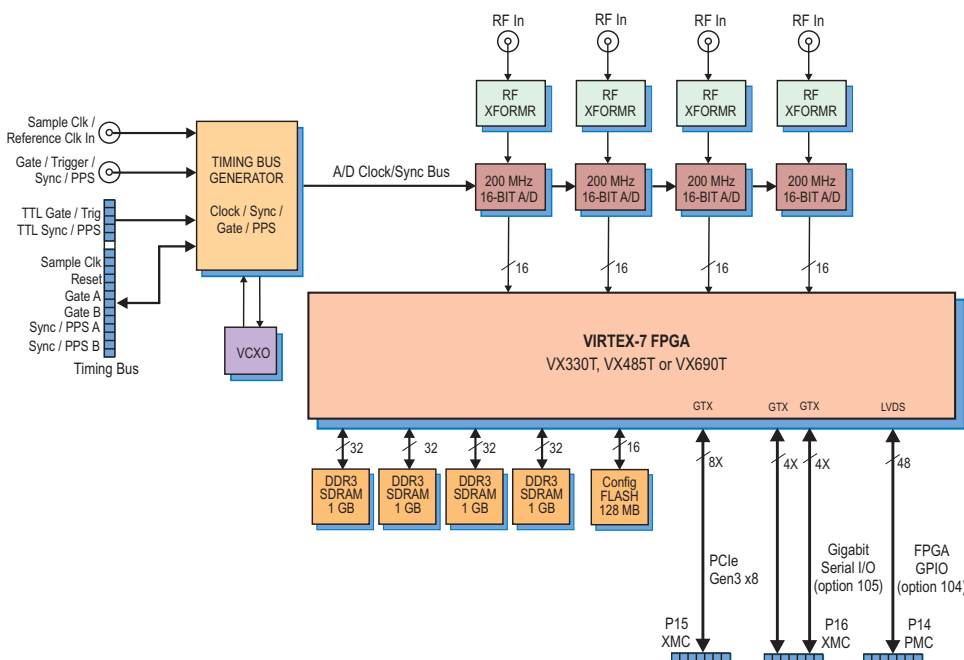 RF In
RF In
RF In
RF In
RF
XFORMR
RF
XFORMR
RF
XFORMR
RF
XFORMR
Sample Clk /
Reference Clk In
Gate / Trigger /
Sync / PPS
TTL Gate / Trig
TTL Sync / PPS
Sample Clk
Reset
Gate A
Gate B
Sync / PPS A
Sync / PPS B
Timing Bus
TIMING BUS
GENERATOR
Clock / Sync /
Gate / PPS
VCXO
A/D Clock/Sync Bus
200 MHz
16-BIT A/D
200 MHz
16-BIT A/D
200 MHz
16-BIT A/D
200 MHz
16-BIT A/D
16
16
16
16
VIRTEX-7 FPGA
VX330T, VX485T or VX690T
GTX
GTX
GTX
LVDS
32
32
32
32
16
8X
4X
4X
48
DDR3
SDRAM
1 GB
DDR3
SDRAM
1 GB
DDR3
SDRAM
1 GB
DDR3
SDRAM
1 GB
Config
FLASH
128 MB
PCIe
Gen3 x8
Gigabit
Serial I/O
(option 105)
FPGA
GPIO
(option 104)
P15
XMC
P16
XMC
P14
PMC